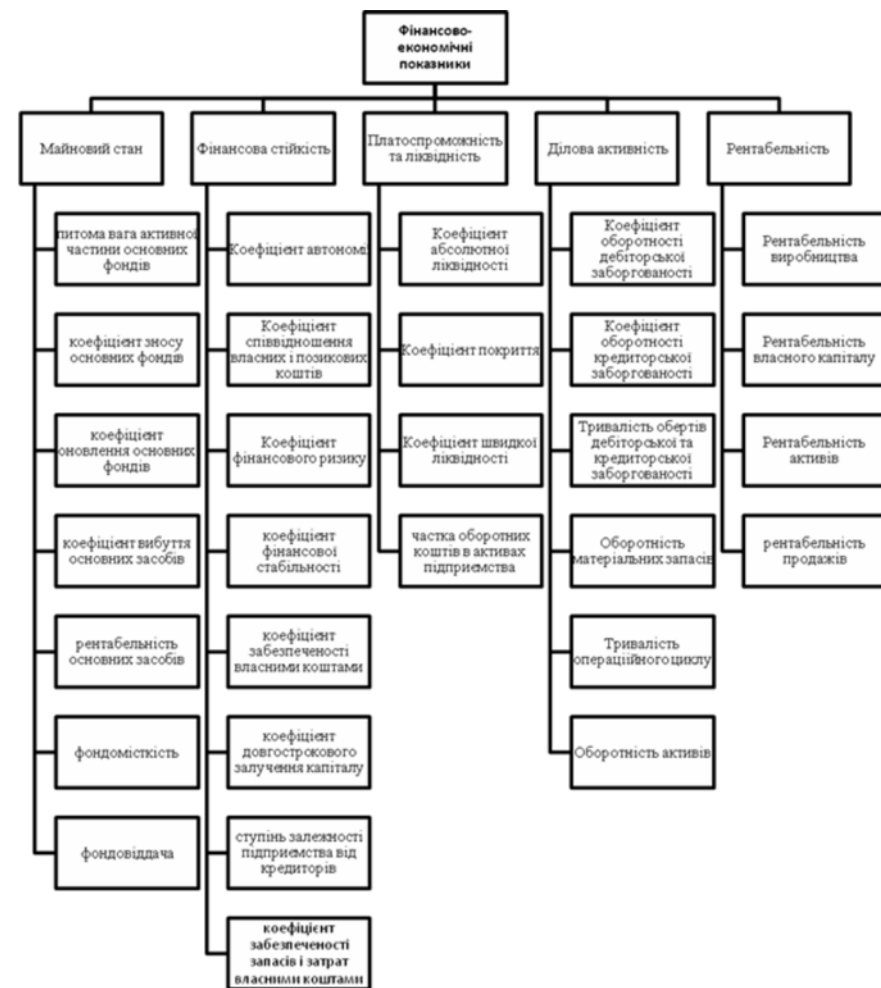 Фінансово-
економічні
показники
Майновий стан
Фінансова стійкість
Платоспроможність
та ліквідність
Ділова активність
Рентабельність
питома вага активної
частини основних
фондів
коефіцієнт зносу
основних фондів
коефіцієнт
оновлення основних
фондів
коефіцієнт вибуття
основних засобів
рентабельність
основних засобів
фондомісткість
фондовіддача
Коефіцієнт автономії
Коефіцієнт
співвідношення
власних і позикових
коштів
Коефіцієнт
фінансового ризику
коефіцієнт
фінансової
стабільності
коефіцієнт
забезпеченості
власними коштами
коефіцієнт
довгострокового
залучення капіталу
ступінь залежності
підприємства від
кредиторів
коефіцієнт
забезпеченості
запасів і затрат
власними коштами
Коефіцієнт
абсолютної
ліквідності
Коефіцієнт покриття
Коефіцієнт швидкої
ліквідності
частка оборотних
коштів в активах
підприємства
Коефіцієнт
оборотності
дебіторської
заборгованості
Коефіцієнт
оборотності
кредиторської
заборгованості
Тривалість обертів
дебіторської та
кредиторської
заборгованості
Оборотність
матеріальних запасів
Тривалість
операційного циклу
Оборотність активів
Рентабельність
виробництва
Рентабельність
власного капіталу
Рентабельність
активів
рентабельність
продажів